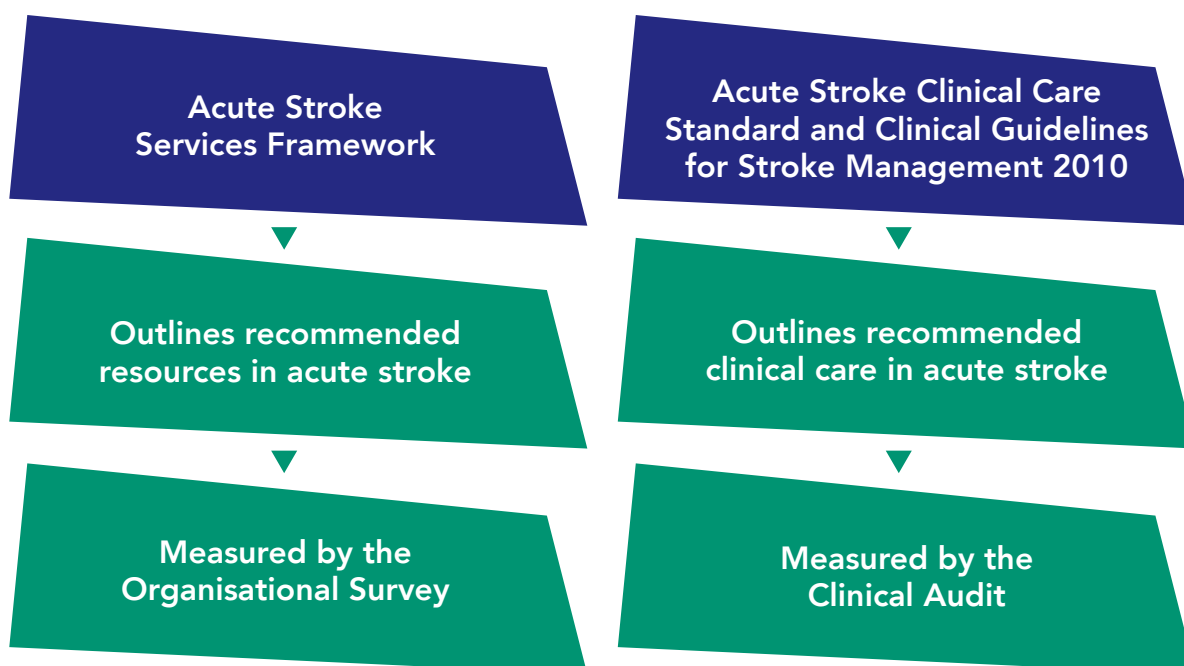 Acute Stroke
Services Framework
Outlines recommended
resources in acute stroke
Measured by the
Organisational Survey
Acute Stroke Clinical Care
Standard and Clinical Guidelines
for Stroke Management 2010
Outlines recommended
clinical care in acute stroke
Measured by the
Clinical Audit